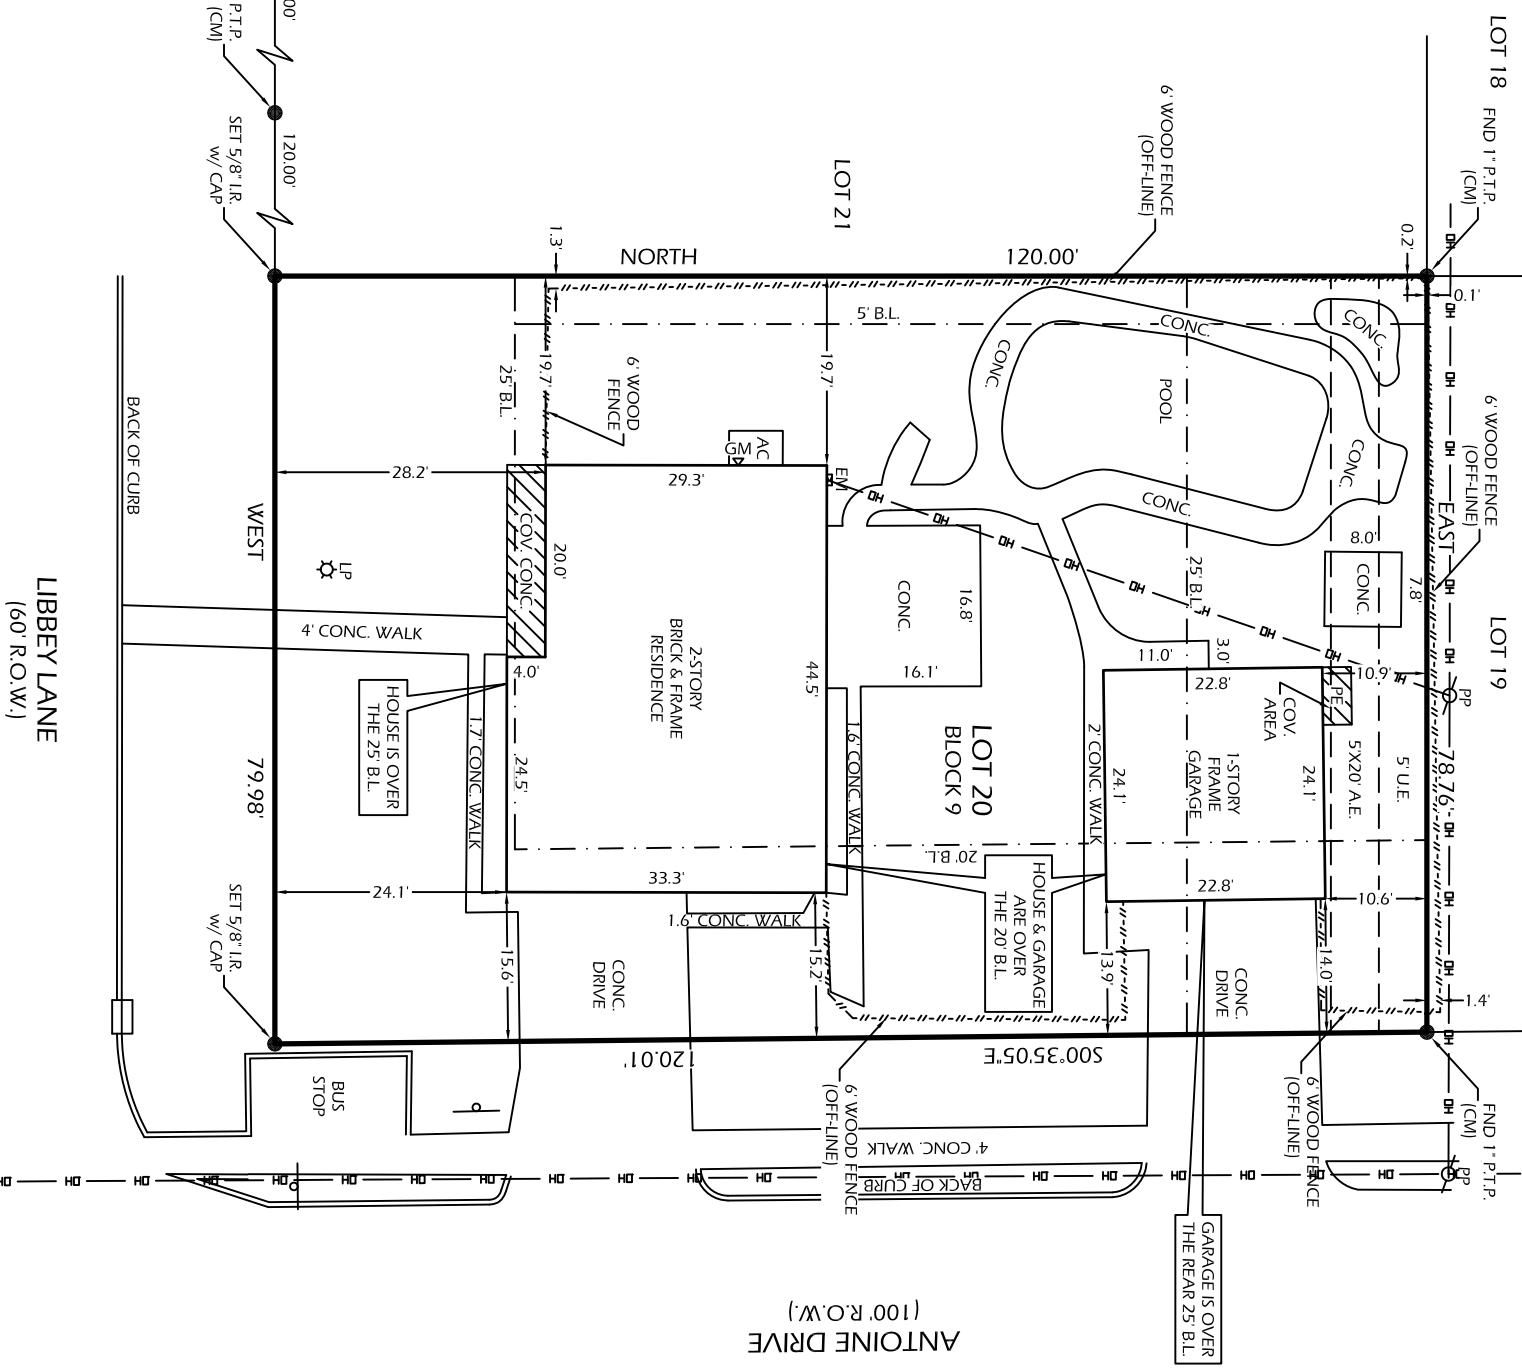 LOT 18
FND 1" P.T.P.
(CM)
0.2'
0.1'
6' WOOD FENCE
(OFF-LINE)
EAST
78.76'
LOT 19
PP
1.4'
FND 1" P.T.P.
(CM)
PP
6' WOOD FENCE
(OFF-LINE)
LOT 21
NORTH
120.00'
1.3'
5' B.L.
CONC.
CONC.
CONC.
CONC.
CONC.
POOL
25' B.L.
8.0'
7.8'
CONC.
10.9'
PE
COV.
AREA
5'X20' A.E.
5' U.E.
3.0'
11.0'
22.8'
24.1'
24.1'
22.8'
1-STORY
FRAME
GARAGE
2' CONC. WALK
10.6'
14.0'
13.9'
CONC.
DRIVE
6' WOOD FENCE
(OFF-LINE)
GARAGE IS OVER
THE REAR 25' B.L.
LOT 20
BLOCK 9
20' B.L.
HOUSE & GARAGE
ARE OVER
THE 20' B.L.
CONC.
16.8'
16.1'
1.6' CONC. WALK
EM
19.7'
19.7'
25' B.L.
6' WOOD
FENCE
AC
GM
29.3'
44.5'
2-STORY
BRICK & FRAME
RESIDENCE
20.0'
COV. CONC.
4.0'
24.5'
33.3'
28.2'
24.1'
1.7' CONC. WALK
1.6' CONC. WALK
15.6'
15.2'
CONC.
DRIVE
HOUSE IS OVER
THE 25' B.L.
LP
4' CONC. WALK
6' WOOD FENCE
(OFF-LINE)
S00°35'05"E
120.01'
4' CONC. WALK
BACK OF CURB
BUS
STOP
WEST
79.98'
SET 5/8" I.R.
w/ CAP
SET 5/8" I.R.
w/ CAP
120.00'
00'
P.T.P.
(CM)
BACK OF CURB
LIBBEY LANE
(60' R.O.W.)
ANTOINE DRIVE
(100' R.O.W.)